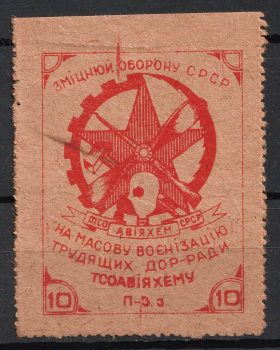 ЗМІЦНЮЙ ОБОРОНУ СРСР
ТСО АВІЯХЕМ СРСР
НА МАСОВУ ВОЄНІЗАЦІЮ
ТРУДЯЩИХ ДОР-РАДИ
ТСОАВІЯХЕМУ
П-З. з
10 10